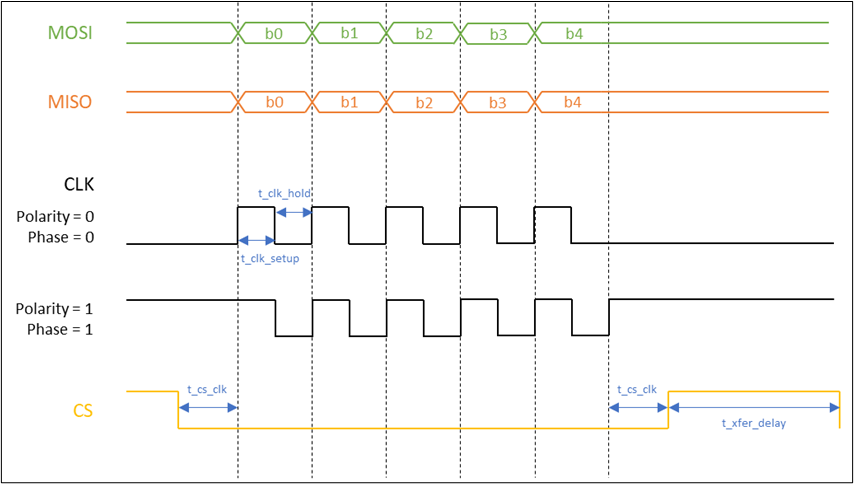 MOSI
b0 b1 b2 b3 b4
MISO
b0 b1 b2 b3 b4
CLK
t_clk_hold
Polarity = 0
Phase = 0
t_clk_setup
Polarity = 1
Phase = 1
t_cs_clk
t_cs_clk
CS
t_xfer_delay